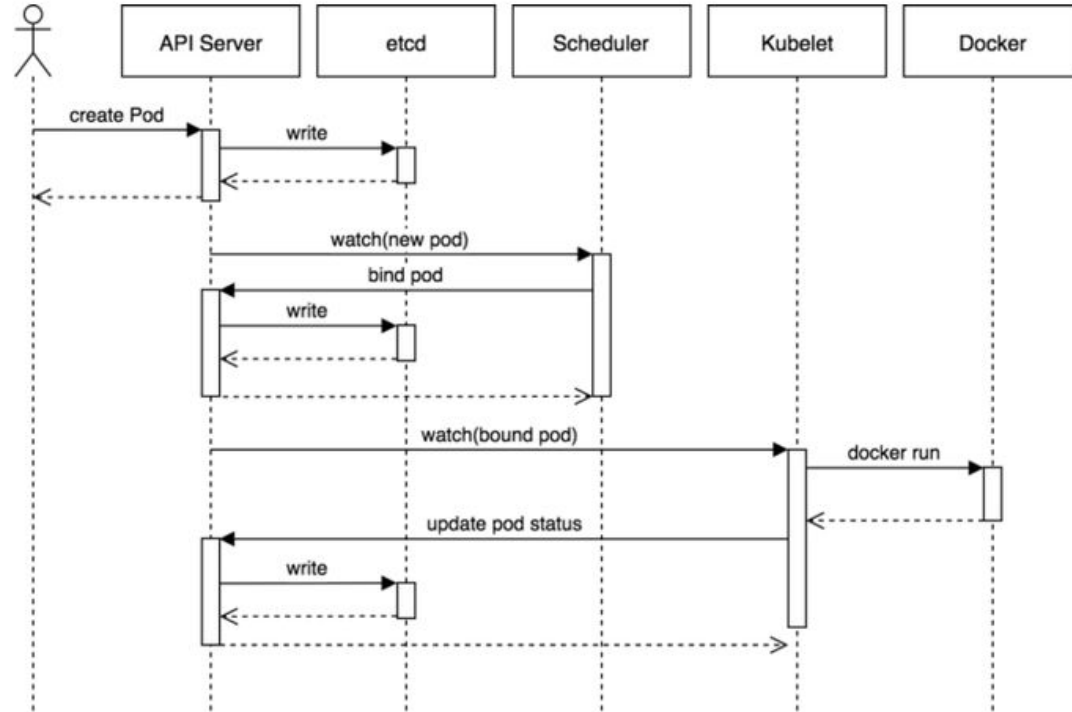 API Server
etcd
Scheduler
Kubelet
Docker
create Pod
write
watch(new pod)
bind pod
write
watch(bound pod)
docker run
update pod status
write